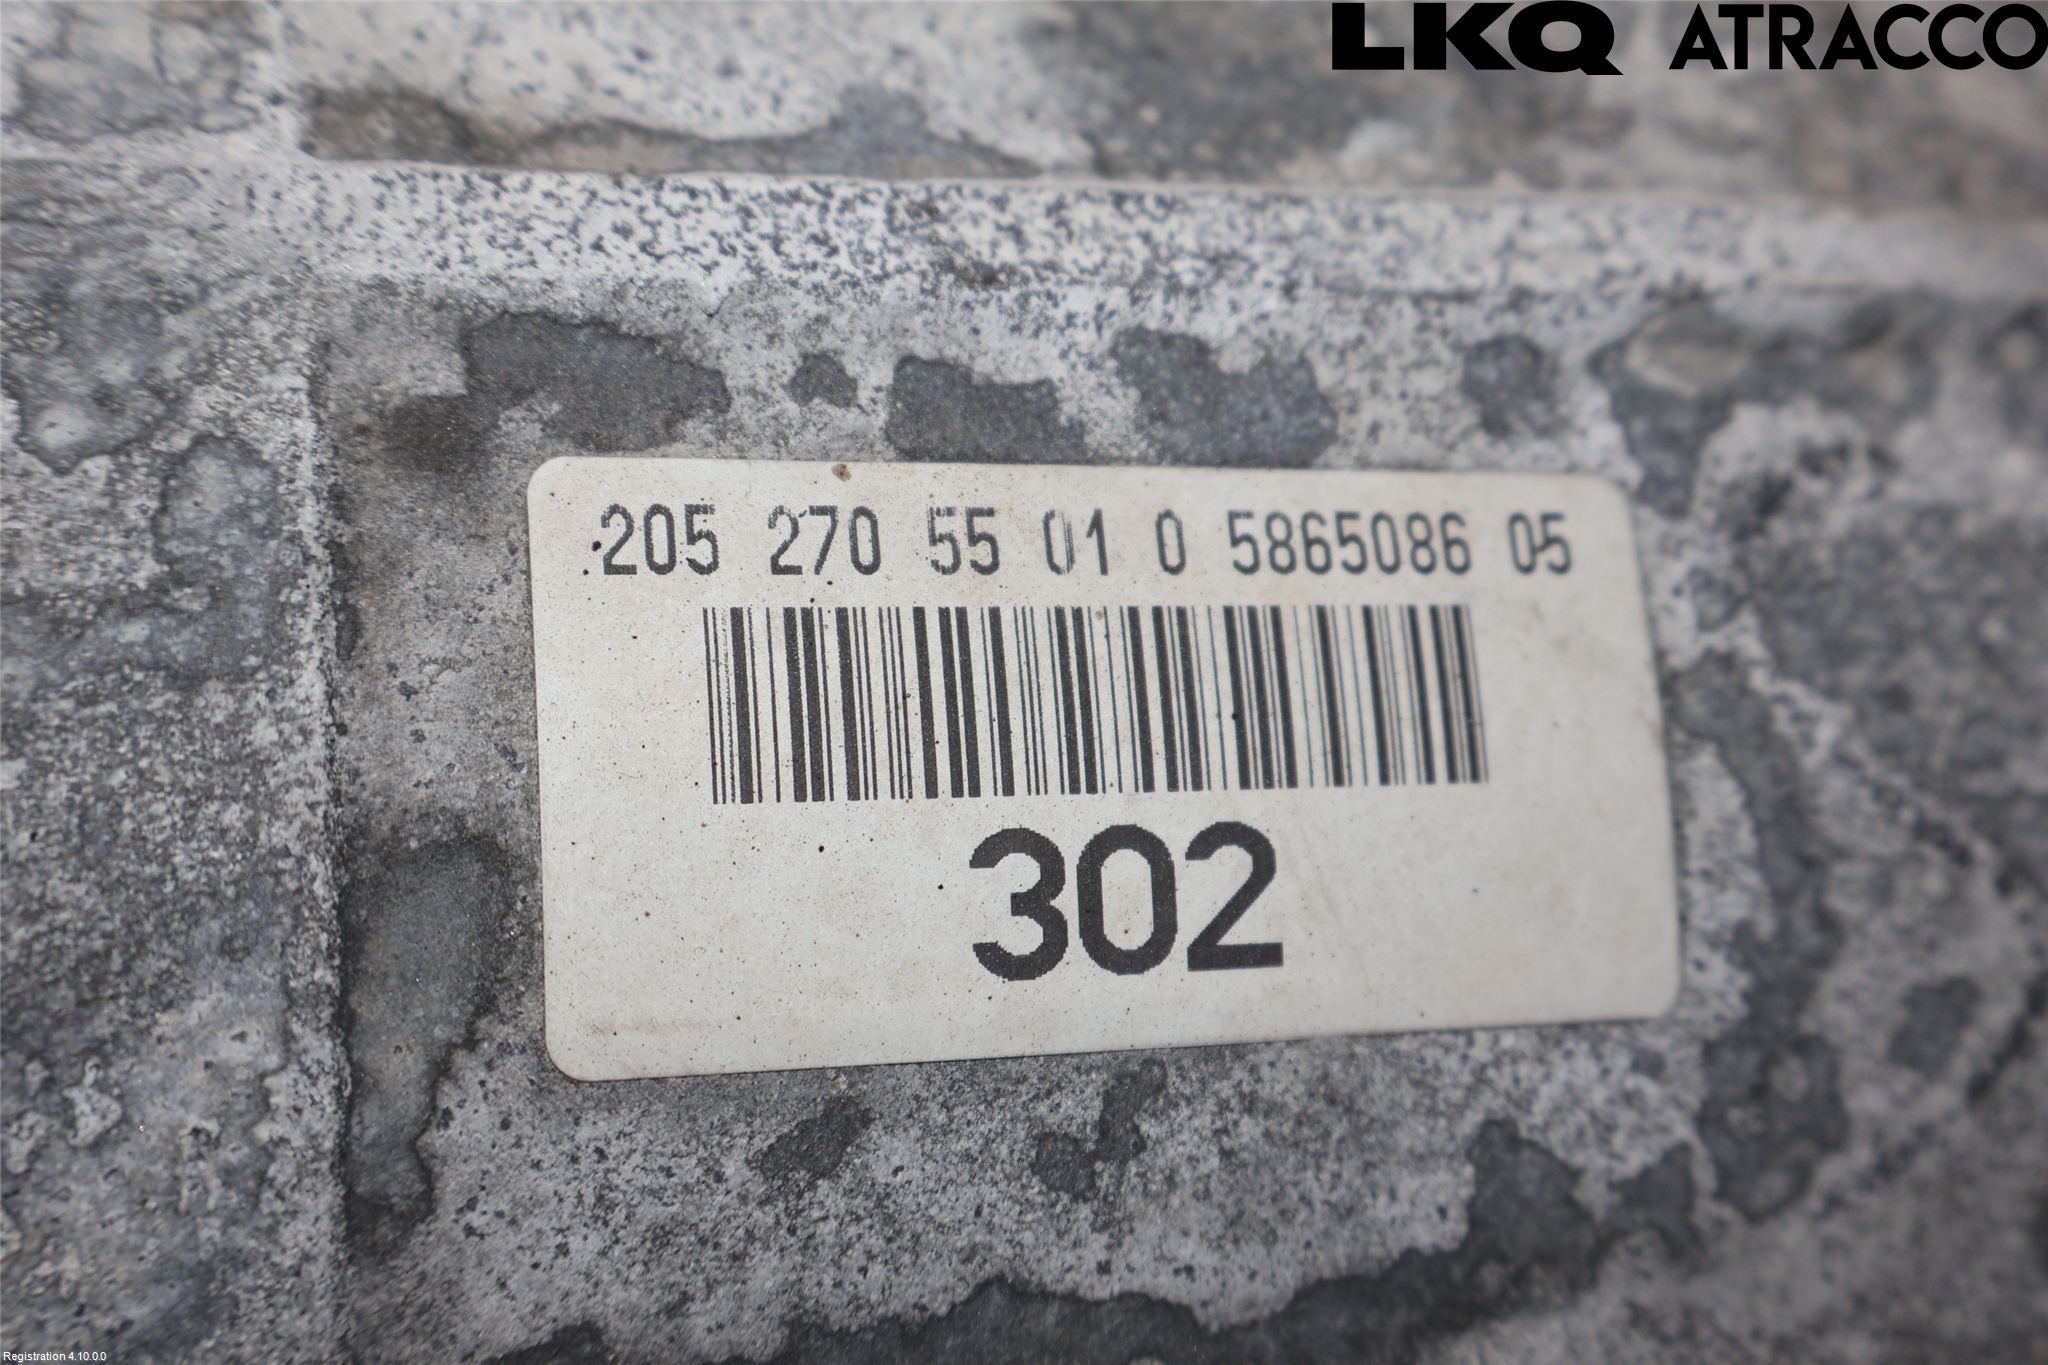 LKQ ATRACCO
205 270 55 01 0 5865086 05
302
Registration 4.10.0.0